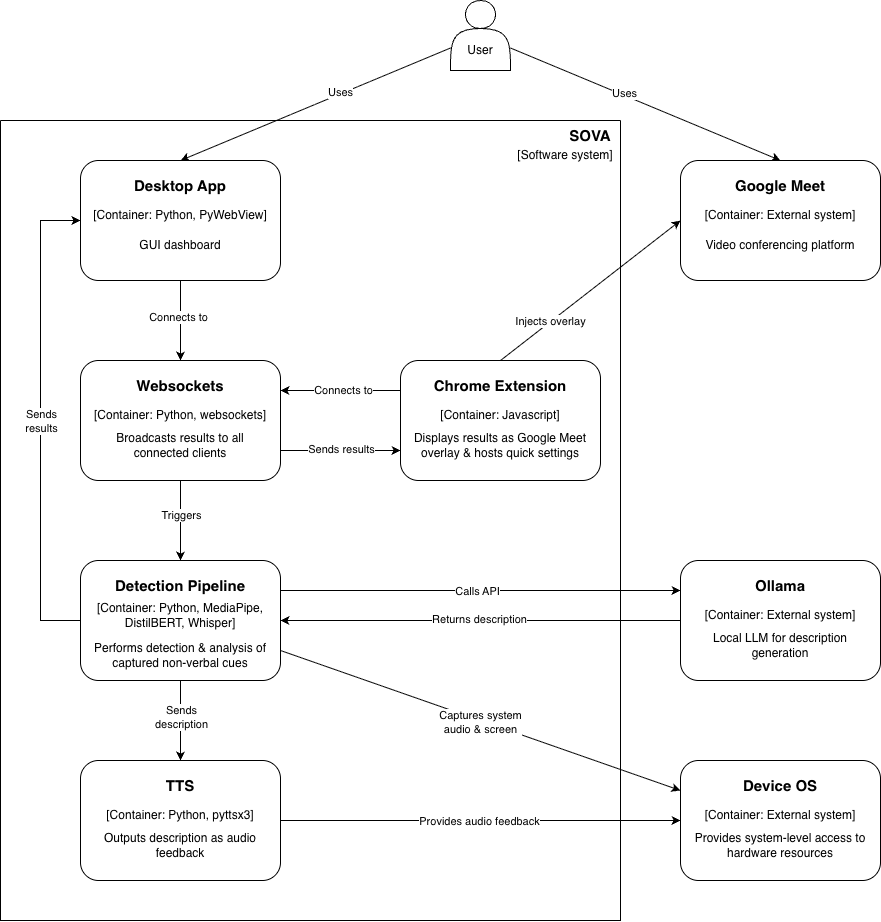 User
Uses
Uses
SOVA
[Software system]
Desktop App
[Container: Python, PyWebView]
GUI dashboard
Google Meet
[Container: External system]
Video conferencing platform
Connects to
Injects overlay
Websockets
[Container: Python, websockets]
Broadcasts results to all
connected clients
Connects to
Sends results
Chrome Extension
[Container: Javascript]
Displays results as Google Meet
overlay & hosts quick settings
Sends
results
Triggers
Detection Pipeline
[Container: Python, MediaPipe,
DistilBERT, Whisper]
Performs detection & analysis of
captured non-verbal cues
Calls API
Returns description
Ollama
[Container: External system]
Local LLM for description
generation
Sends
description
Captures system
audio & screen
TTS
[Container: Python, pyttsx3]
Outputs description as audio
feedback
Provides audio feedback
Device OS
[Container: External system]
Provides system-level access to
hardware resources